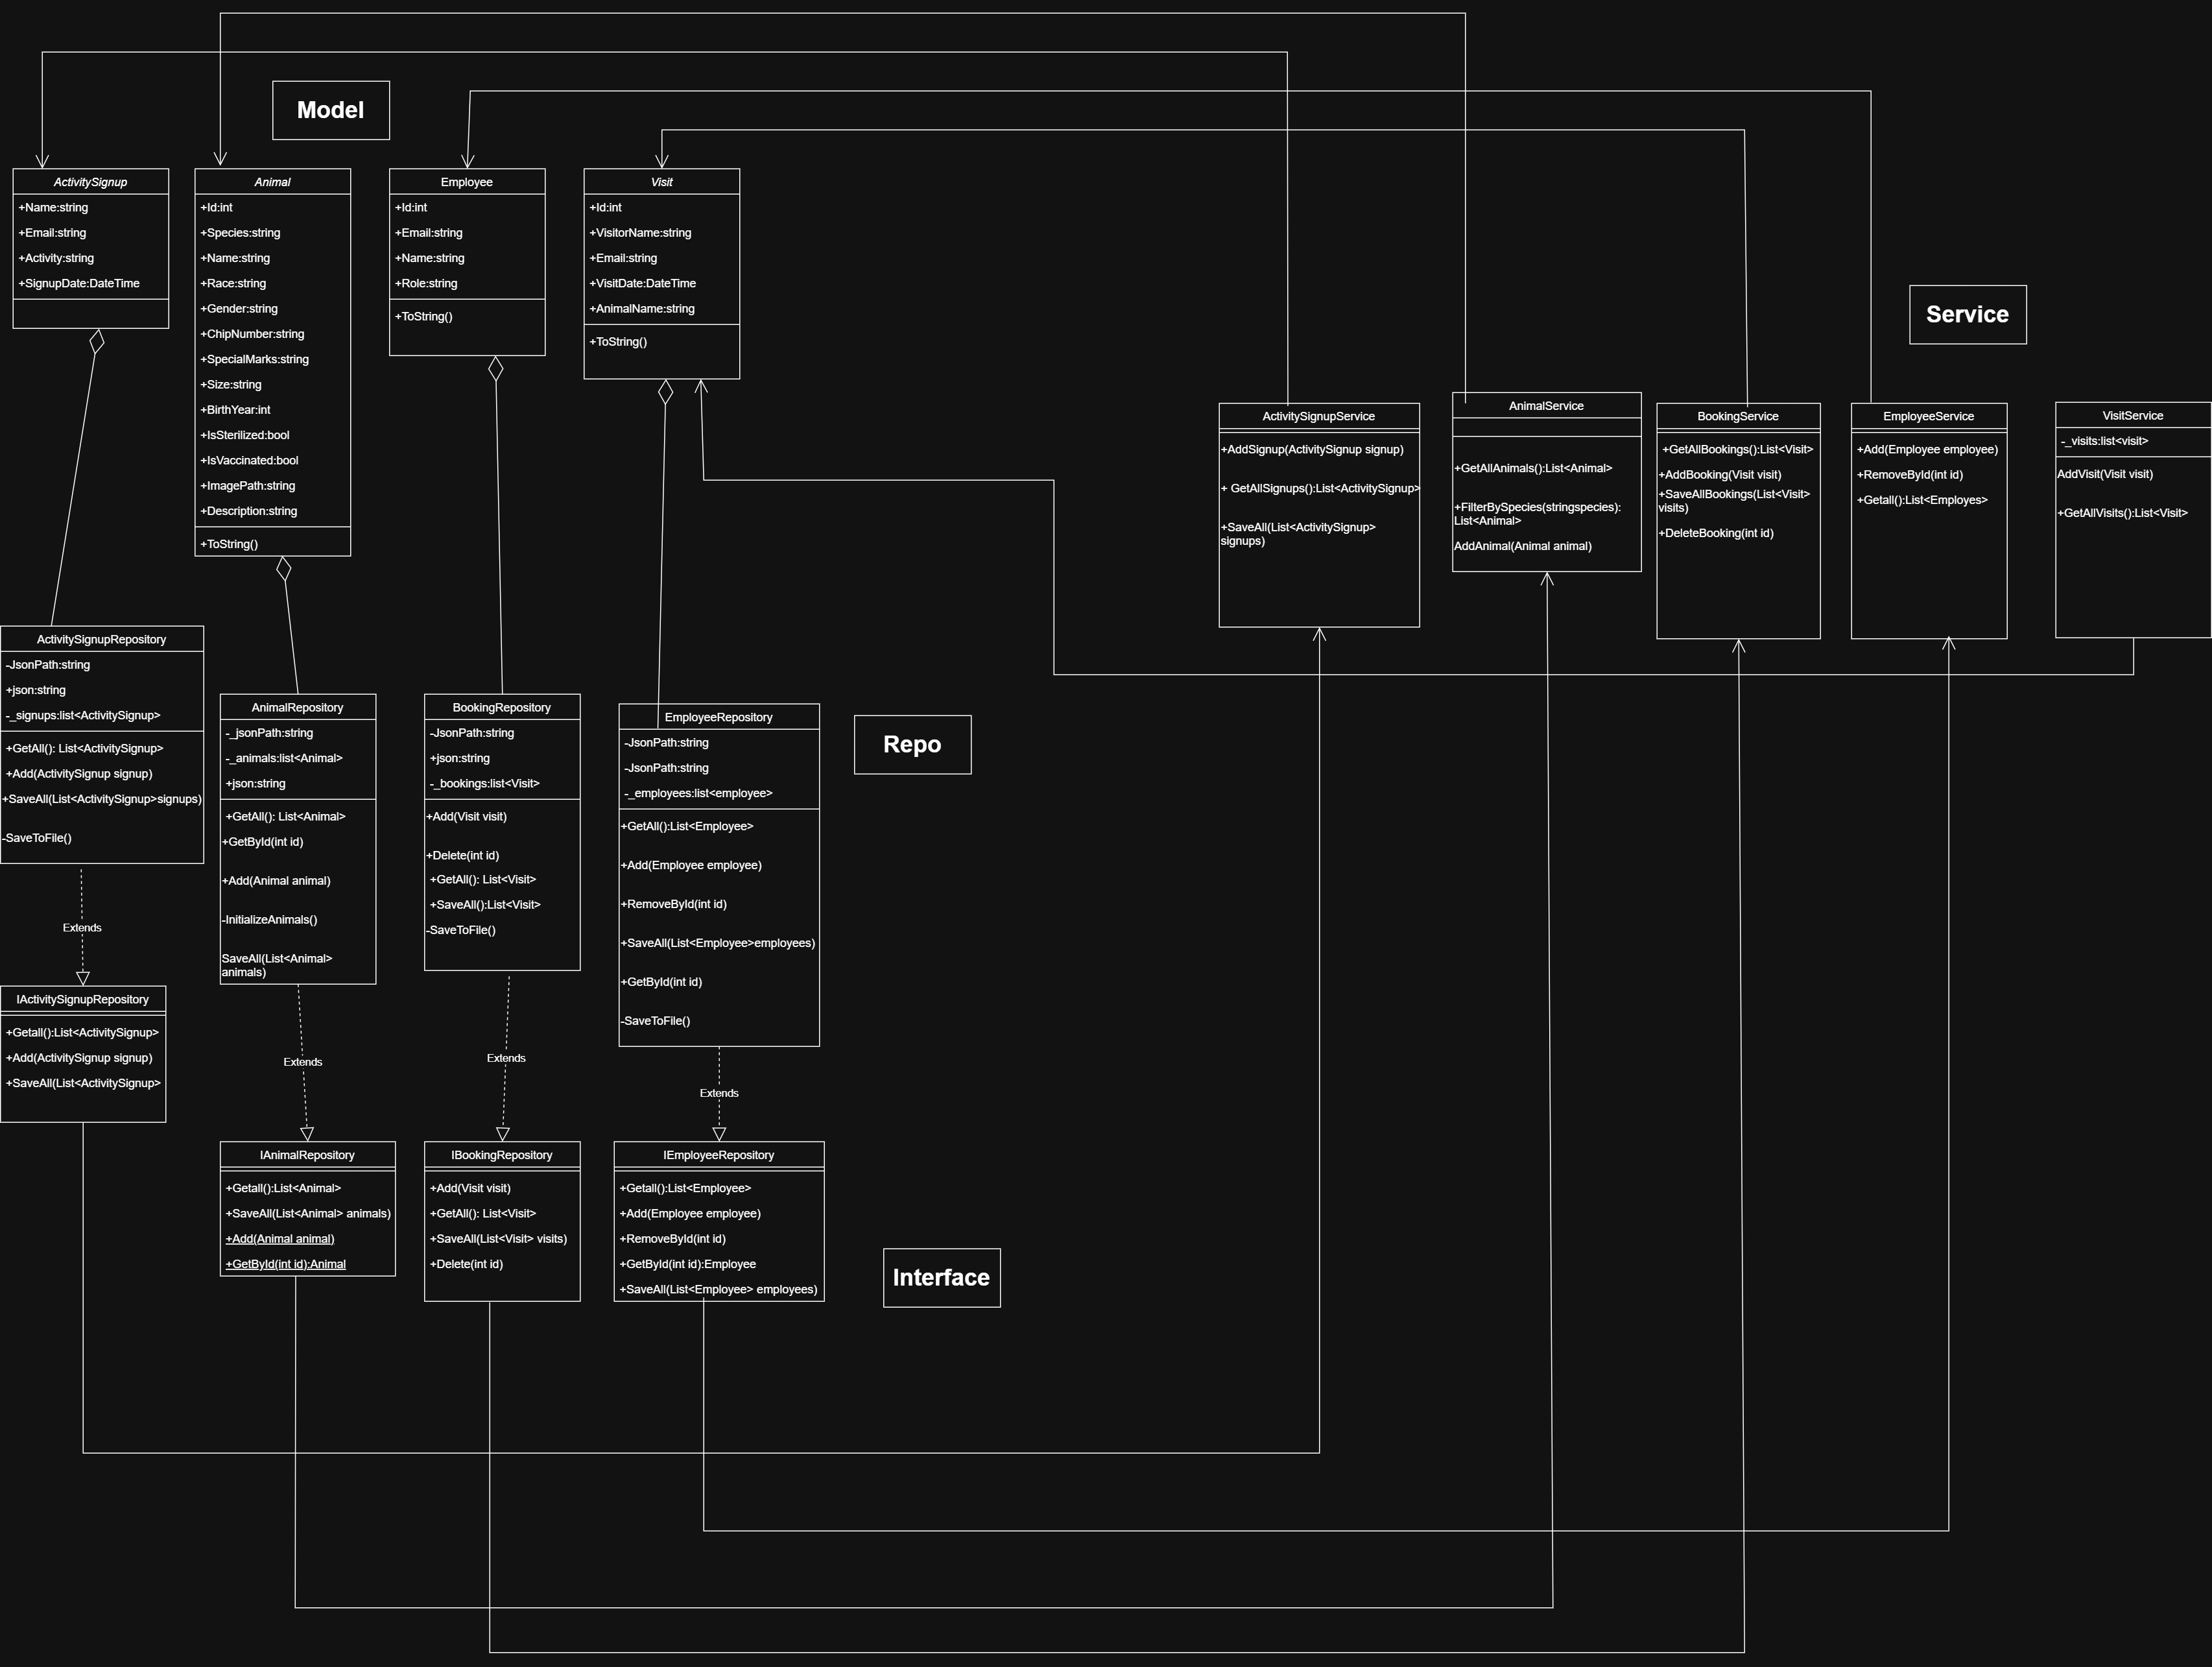 Model
ActivitySignup
+Name:string
+Email:string
+Activity:string
+SignupDate:DateTime
Animal
+Id:int
+Species:string
+Name:string
+Race:string
+Gender:string
+ChipNumber:string
+SpecialMarks:string
+Size:string
+BirthYear:int
+IsSterilized:bool
+IsVaccinated:bool
+ImagePath:string
+Description:string
+ToString()
Employee
+Id:int
+Email:string
+Name:string
+Role:string
+ToString()
Visit
+Id:int
+VisitorName:string
+Email:string
+VisitDate:DateTime
+AnimalName:string
+ToString()
Service
ActivitySignupService
+AddSignup(ActivitySignup signup)
+ GetAllSignups():List<ActivitySignup>
+SaveAll(List<ActivitySignup>
signups)
AnimalService
+GetAllAnimals():List<Animal>
+FilterBySpecies(stringspecies):
List<Animal>
AddAnimal(Animal animal)
BookingService
+GetAllBookings():List<Visit>
+AddBooking(Visit visit)
+SaveAllBookings(List<Visit>
visits)
+DeleteBooking(int id)
EmployeeService
+Add(Employee employee)
+RemoveById(int id)
+Getall():List<Employes>
VisitService
-_visits:list<visit>
AddVisit(Visit visit)
+GetAllVisits():List<Visit>
ActivitySignupRepository
-JsonPath:string
+json:string
-_signups:list<ActivitySignup>
+GetAll(): List<ActivitySignup>
+Add(ActivitySignup signup)
+SaveAll(List<ActivitySignup>signups)
-SaveToFile()
AnimalRepository
-_jsonPath:string
-_animals:list<Animal>
+json:string
+GetAll(): List<Animal>
+GetById(int id)
+Add(Animal animal)
-InitializeAnimals()
SaveAll(List<Animal>
animals)
BookingRepository
-JsonPath:string
+json:string
-_bookings:list<Visit>
+Add(Visit visit)
+Delete(int id)
+GetAll(): List<Visit>
+SaveAll():List<Visit>
-SaveToFile()
EmployeeRepository
-JsonPath:string
-JsonPath:string
-_employees:list<employee>
+GetAll():List<Employee>
+Add(Employee employee)
+RemoveById(int id)
+SaveAll(List<Employee>employees)
+GetById(int id)
-SaveToFile()
Repo
Extends
Extends
Extends
Extends
IActivitySignupRepository
+Getall():List<ActivitySignup>
+Add(ActivitySignup signup)
+SaveAll(List<ActivitySignup>
IAnimalRepository
+Getall():List<Animal>
+SaveAll(List<Animal> animals)
+Add(Animal animal)
+GetById(int id):Animal
IBookingRepository
+Add(Visit visit)
+GetAll(): List<Visit>
+SaveAll(List<Visit> visits)
+Delete(int id)
IEmployeeRepository
+Getall():List<Employee>
+Add(Employee employee)
+RemoveById(int id)
+GetById(int id):Employee
+SaveAll(List<Employee> employees)
Interface